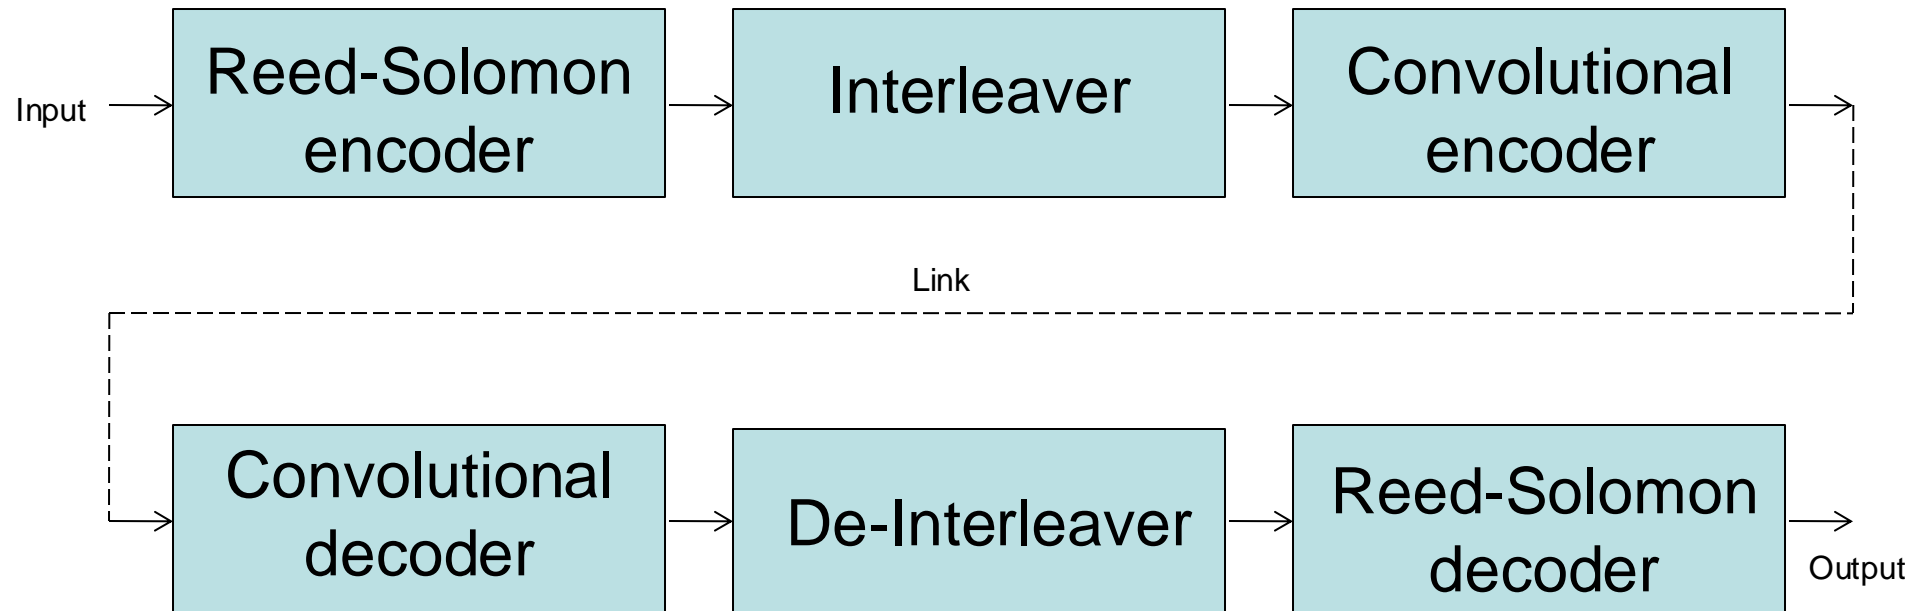 Input
Reed-Solomon
encoder
Interleaver
Convolutional
encoder
Link
Convolutional
decoder
De-Interleaver
Reed-Solomon
decoder
Output